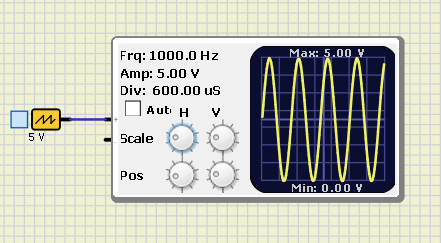 Frq: 1000.0 Hz
Amp: 5.00 V
Div: 600.00 uS
Aut
H V
Scale
Pos
Max: 5.00 V
Min: 0.00 V
5 V